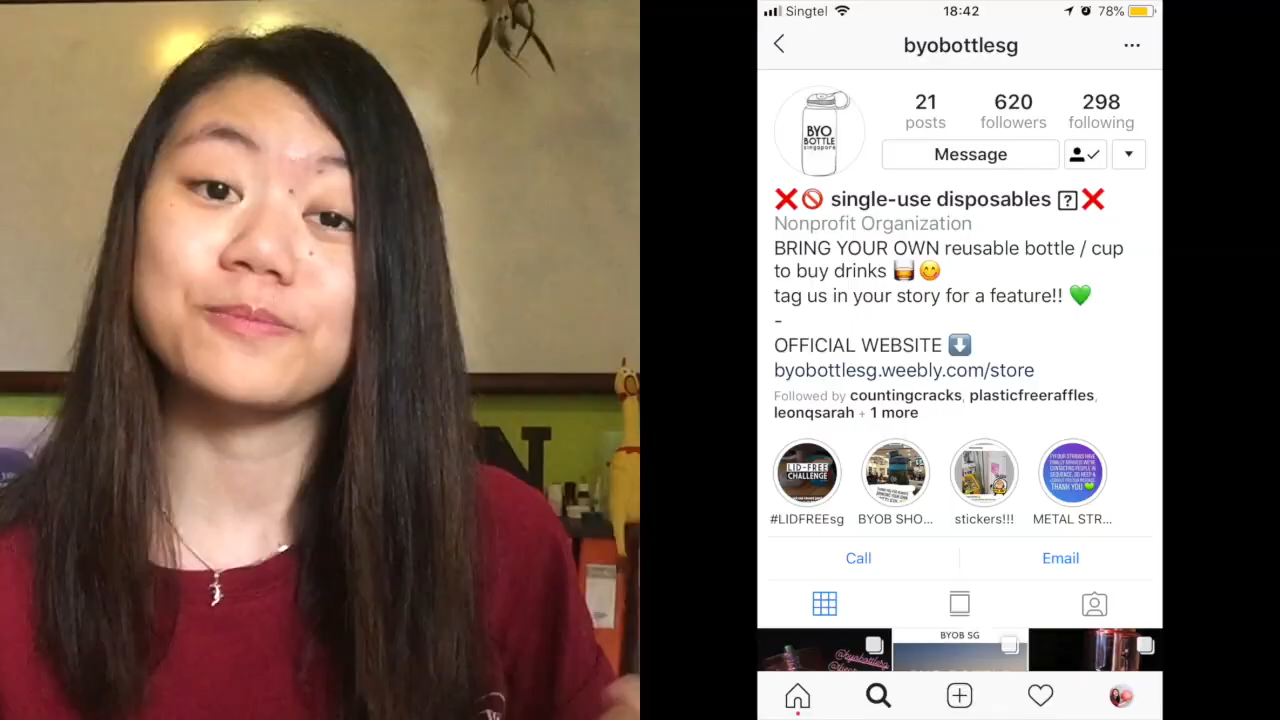 Singtel 18:42 78%
byobottlesg
21 620 298
posts followers following
BYO
BOTTLE
singapore
Message
❌🚫 single-use disposables ❌
Nonprofit Organization
BRING YOUR OWN reusable bottle / cup
to buy drinks 🥃😋
tag us in your story for a feature!! 💚
-
OFFICIAL WEBSITE ⬇️
byobottlesg.weebly.com/store
Followed by countingcracks, plasticfreeraffles,
leonqsarah + 1 more
LID-FREE
CHALLENGE
THANK YOU
#LIDFREEsg BYOB SHO... stickers!!! METAL STR...
Call Email
BYOB SG
N